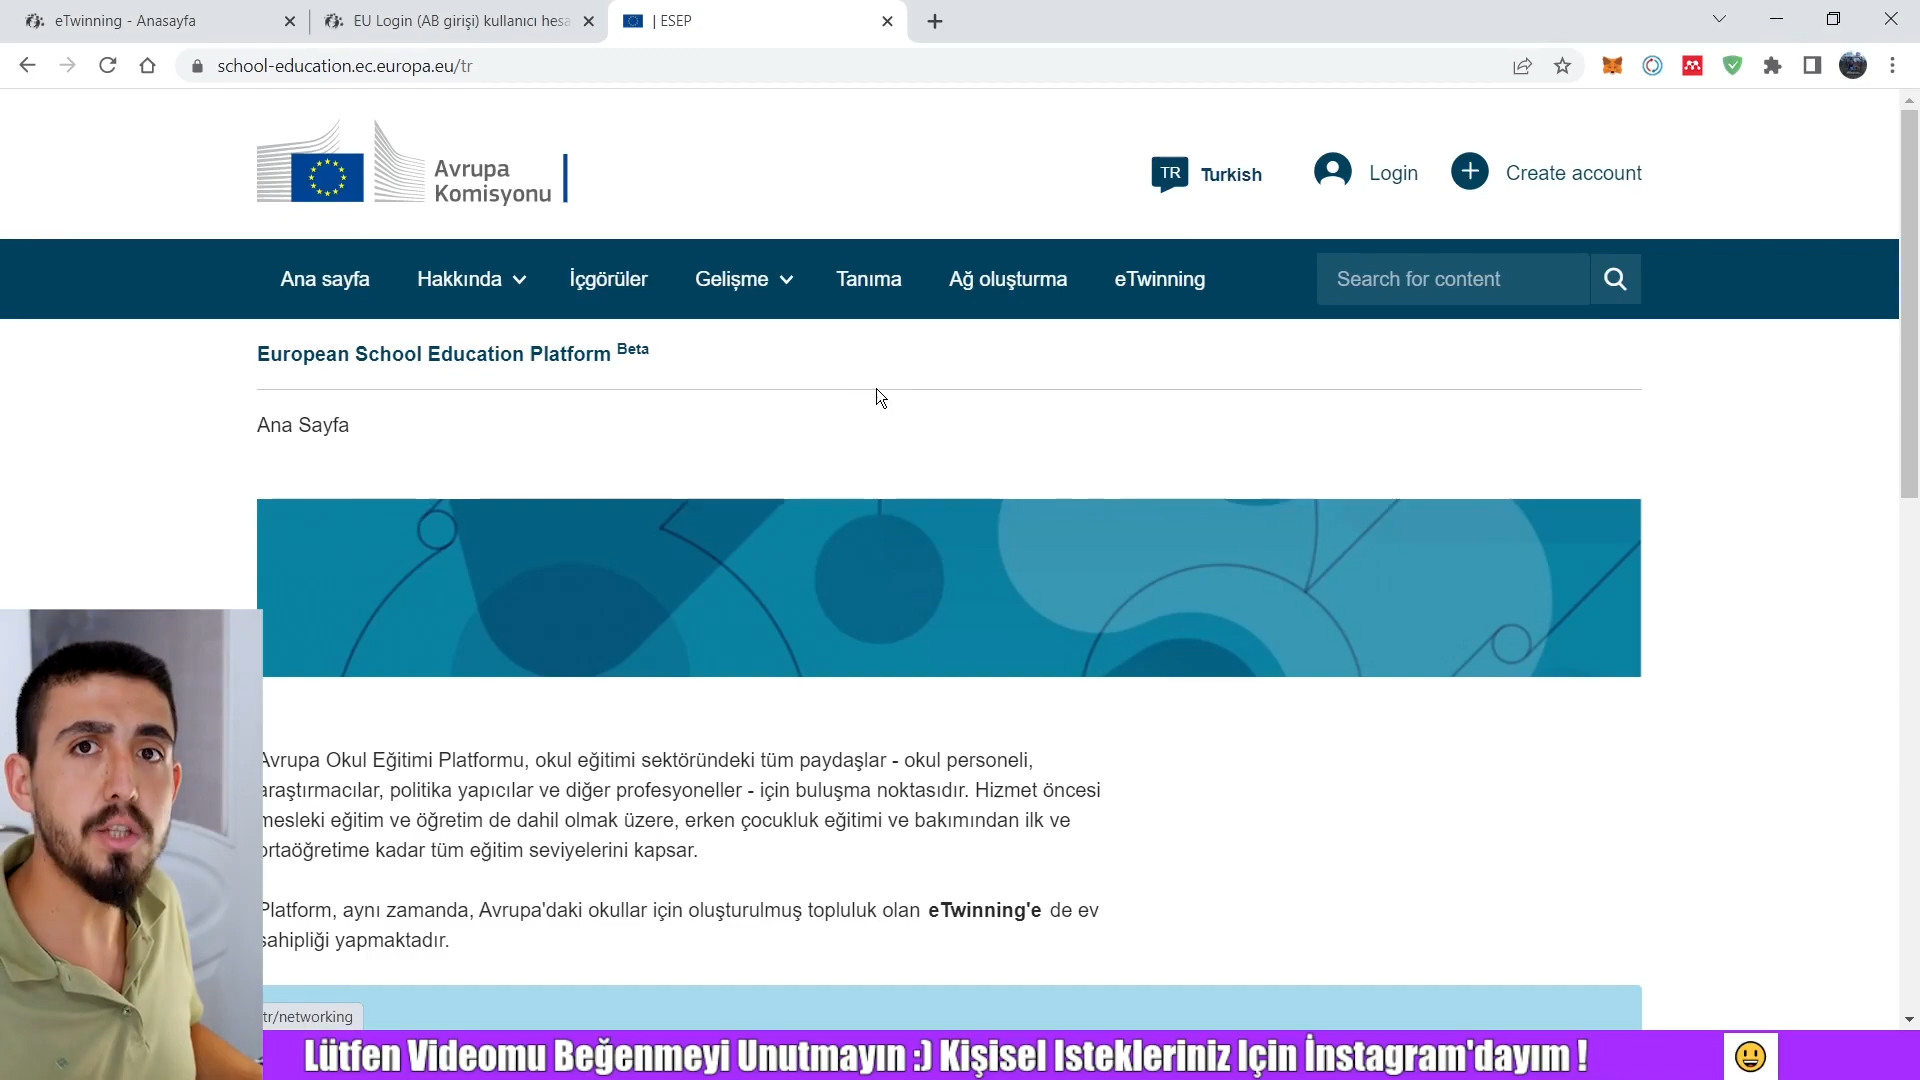 eTwinning - Anasayfa
EU Login (AB girişi) kullanıcı hesa
| ESEP
school-education.ec.europa.eu/tr
Avrupa
Komisyonu
TR
Turkish
Login
Create account
Ana sayfa
Hakkında
İçgörüler
Gelişme
Tanıma
Ağ oluşturma
eTwinning
Search for content
European School Education Platform Beta
Ana Sayfa
Avrupa Okul Eğitimi Platformu, okul eğitimi sektöründeki tüm paydaşlar - okul personeli,
araştırmacılar, politika yapıcılar ve diğer profesyoneller - için buluşma noktasıdır. Hizmet öncesi
mesleki eğitim ve öğretim de dahil olmak üzere, erken çocukluk eğitimi ve bakımından ilk ve
ortaöğretime kadar tüm eğitim seviyelerini kapsar.
Platform, aynı zamanda, Avrupa'daki okullar için oluşturulmuş topluluk olan eTwinning'e de ev
sahipliği yapmaktadır.
tr/networking
Lütfen Videomu Beğenmeyi Unutmayın :) Kişisel Istekleriniz Için İnstagram'dayım !